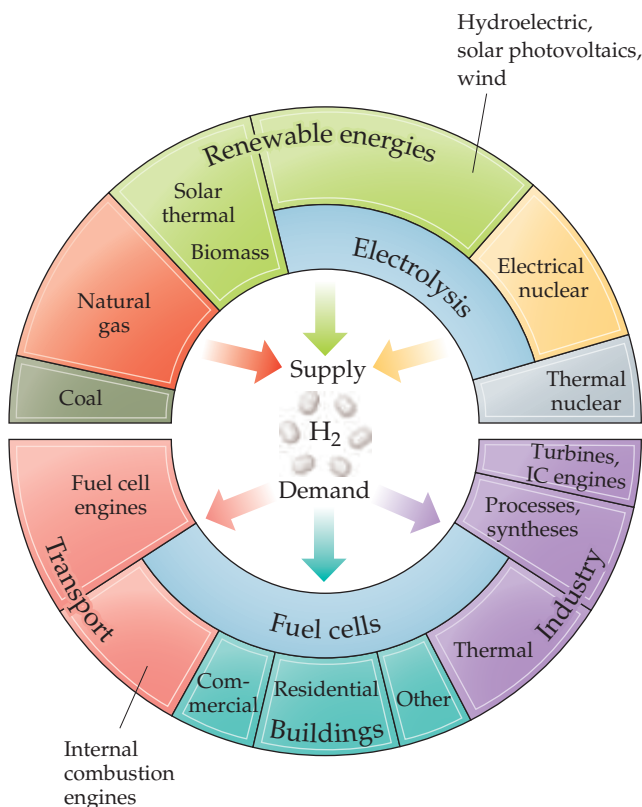 Hydroelectric,
solar photovoltaics,
wind
Renewable energies
Solar
thermal
Biomass
Electrolysis
Electrical
nuclear
Natural
gas
Coal
Thermal
nuclear
Supply
H₂
Demand
Fuel cell
engines
Turbines,
IC engines
Processes,
syntheses
Transport
Industry
Fuel cells
Thermal
Com-
mercial
Residential
Other
Buildings
Internal
combustion
engines